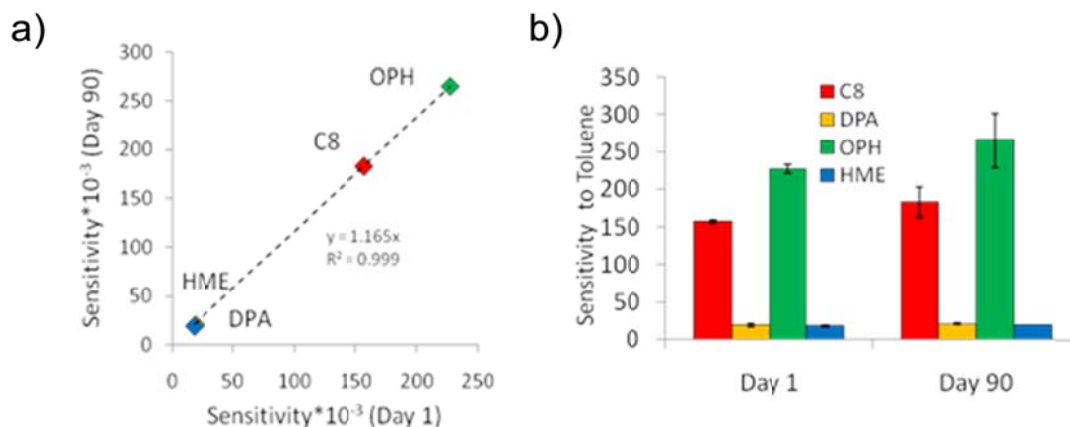 a)
Sensitivity*10⁻³ (Day 90)
300
250
200
150
100
50
0
OPH
C8
y = 1.165x
R² = 0.999
HME
DPA
0 50 100 150 200 250
Sensitivity*10⁻³ (Day 1)
b)
Sensitivity to Toluene
350
300
250
200
150
100
50
0
C8
DPA
OPH
HME
Day 1 Day 90